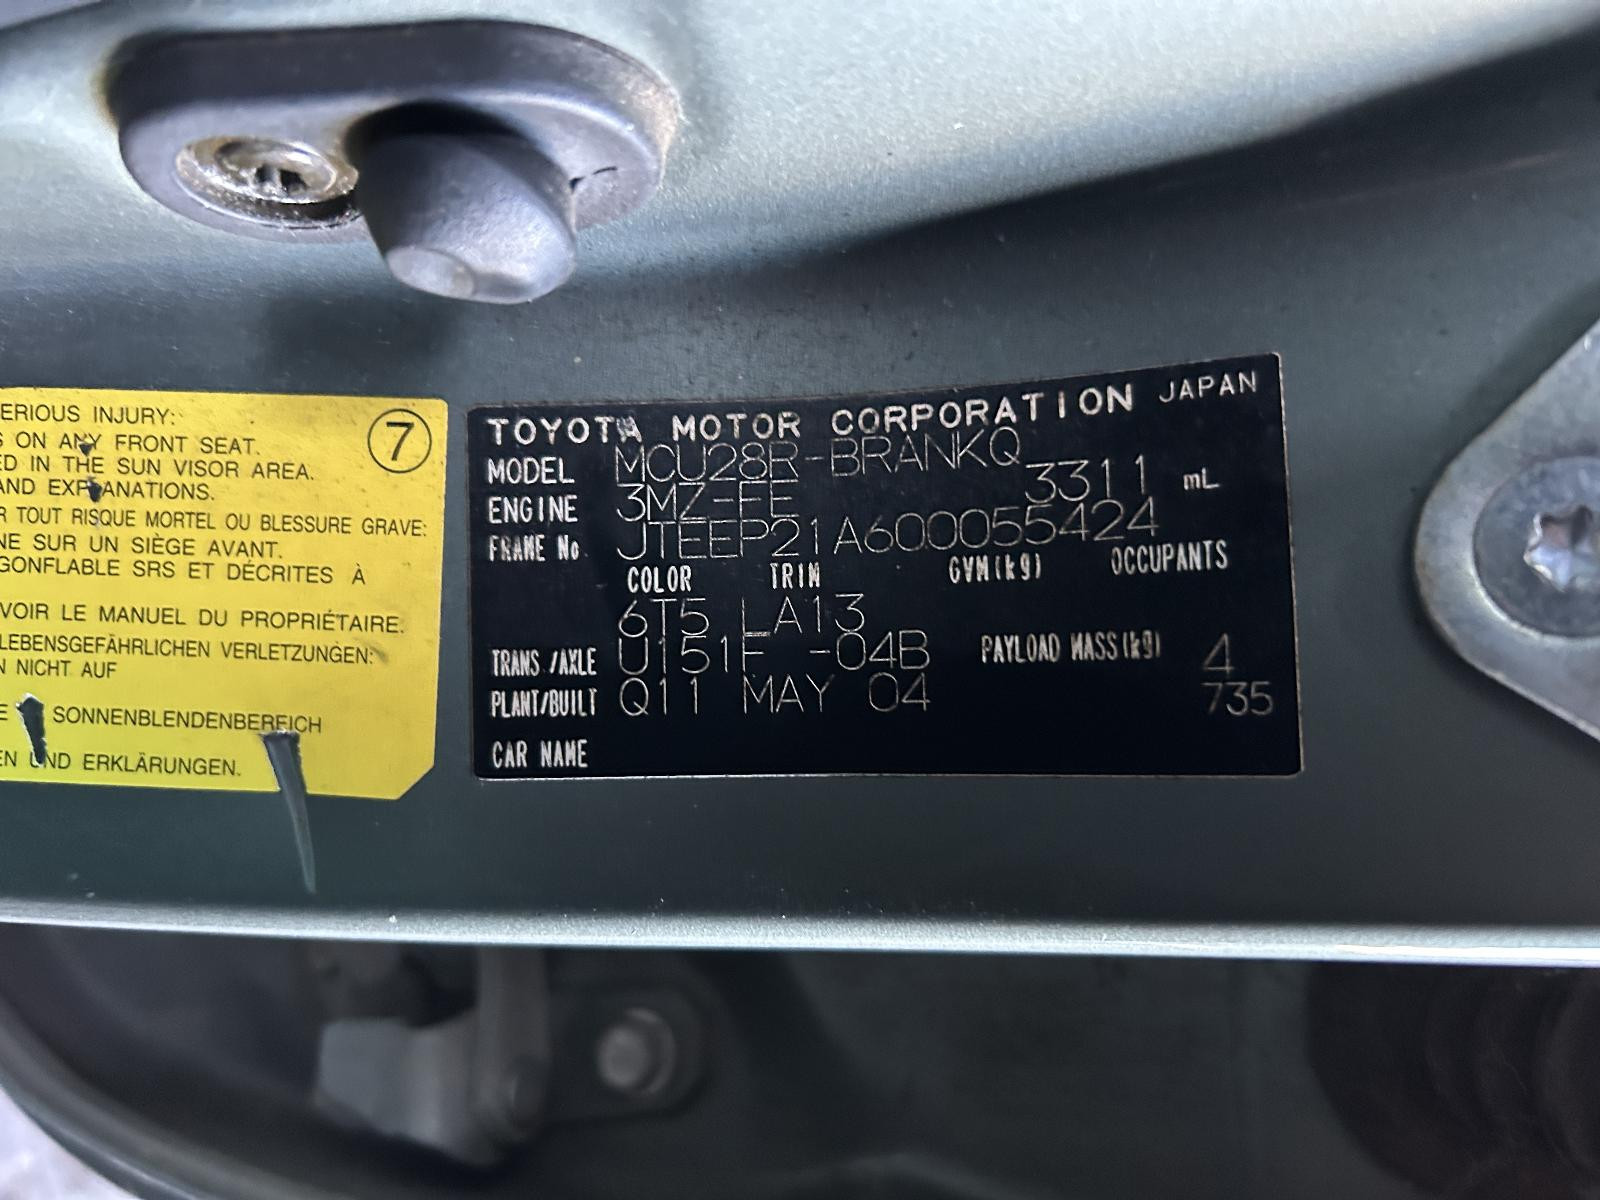 ERIOUS INJURY:
S ON ANY FRONT SEAT.
ED IN THE SUN VISOR AREA.
AND EXPLANATIONS.
R TOUT RISQUE MORTEL OU BLESSURE GRAVE:
NE SUR UN SIÈGE AVANT.
GONFLABLE SRS ET DÉCRITES À
VOIR LE MANUEL DU PROPRIÉTAIRE.
LEBENSGEFÄHRLICHEN VERLETZUNGEN:
N NICHT AUF
E SONNENBLENDENBEREICH
EN UND ERKLÄRUNGEN.
7
TOYOTA MOTOR CORPORATION JAPAN
MODEL MCU28R-BRANKQ
ENGINE 3MZ-FE 3311 mL
FRAME No. JTEEP21A600055424
COLOR TRIM GVM(kg) OCCUPANTS
6T5 LA13
TRANS./AXLE U151F -04B PAYLOAD MASS(kg) 4
PLANT/BUILT Q11 MAY 04 735
CAR NAME